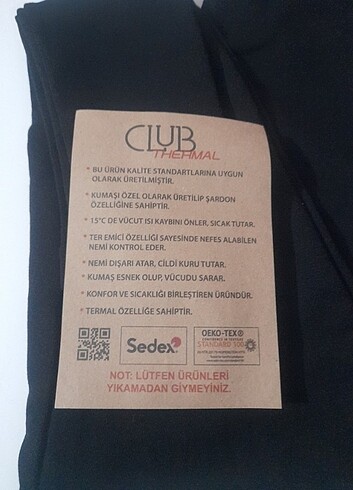 CLUB
THERMAL
* BU ÜRÜN KALİTE STANDARTLARINA UYGUN
OLARAK ÜRETİLMİŞTİR.
* KUMAŞI ÖZEL OLARAK ÜRETİLİP ŞARDON
ÖZELLİĞİNE SAHİPTİR.
* 15°C DE VÜCUT ISI KAYBINI ÖNLER, SICAK TUTAR.
* TER EMİCİ ÖZELLİĞİ SAYESİNDE NEFES ALABİLEN
NEMİ KONTROL EDER.
* NEMİ DIŞARI ATAR, CİLDİ KURU TUTAR.
* KUMAŞ ESNEK OLUP, VÜCUDU SARAR.
* KONFOR VE SICAKLIĞI BİRLEŞTİREN ÜRÜNDÜR.
* TERMAL ÖZELLİĞE SAHİPTİR.
Sedex
OEKO-TEX®
CONFIDENCE IN TEXTILES
STANDARD 100
NOT: LÜTFEN ÜRÜNLERİ
YIKAMADAN GİYMEYİNİZ.